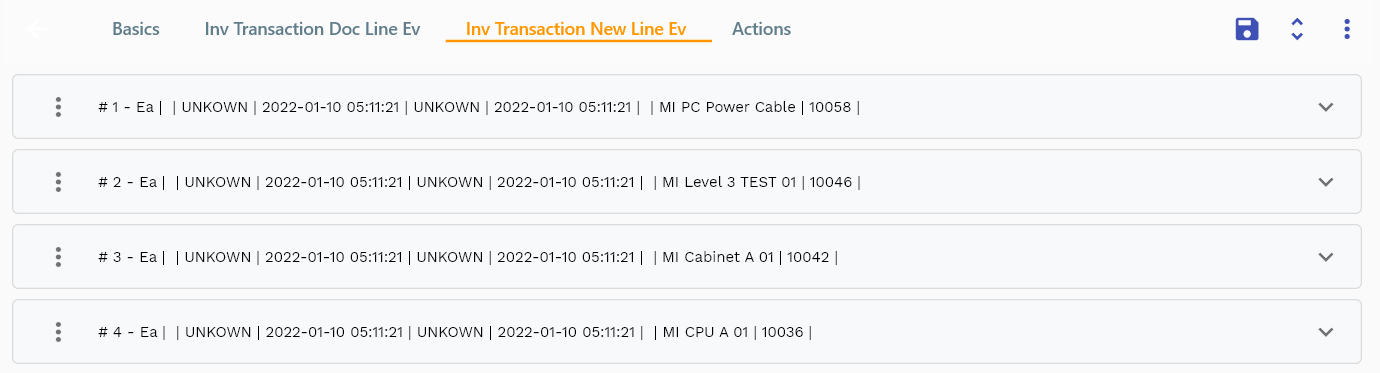 Basics Inv Transaction Doc Line Ev Inv Transaction New Line Ev Actions
# 1 - Ea | | UNKOWN | 2022-01-10 05:11:21 | UNKOWN | 2022-01-10 05:11:21 | | MI PC Power Cable | 10058 |
# 2 - Ea | | UNKOWN | 2022-01-10 05:11:21 | UNKOWN | 2022-01-10 05:11:21 | | MI Level 3 TEST 01 | 10046 |
# 3 - Ea | | UNKOWN | 2022-01-10 05:11:21 | UNKOWN | 2022-01-10 05:11:21 | | MI Cabinet A 01 | 10042 |
# 4 - Ea | | UNKOWN | 2022-01-10 05:11:21 | UNKOWN | 2022-01-10 05:11:21 | | MI CPU A 01 | 10036 |